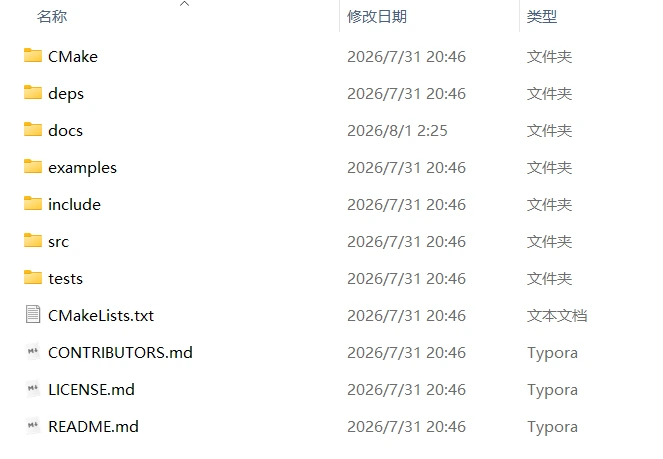 名称 修改日期 类型
CMake 2026/7/31 20:46 文件夹
deps 2026/7/31 20:46 文件夹
docs 2026/8/1 2:25 文件夹
examples 2026/7/31 20:46 文件夹
include 2026/7/31 20:46 文件夹
src 2026/7/31 20:46 文件夹
tests 2026/7/31 20:46 文件夹
CMakeLists.txt 2026/7/31 20:46 文本文档
CONTRIBUTORS.md 2026/7/31 20:46 Typora
LICENSE.md 2026/7/31 20:46 Typora
README.md 2026/7/31 20:46 Typora